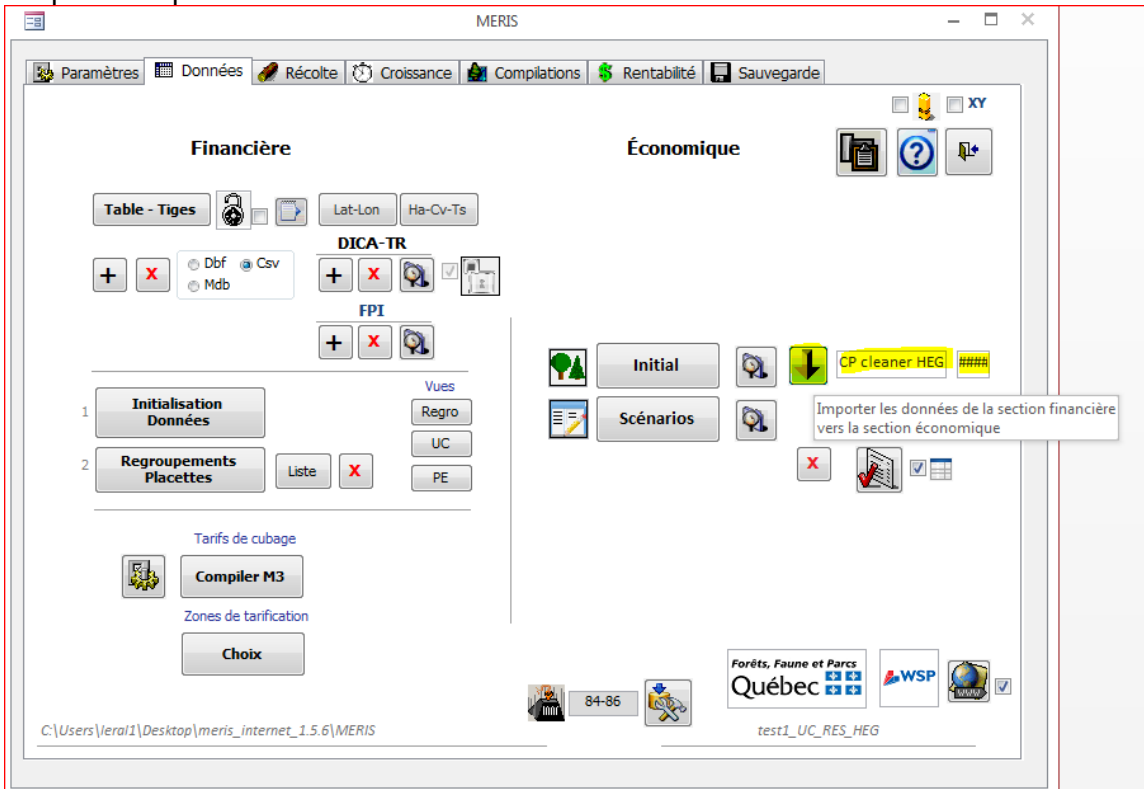 MERIS
Paramètres Données Récolte Croissance Compilations Rentabilité Sauvegarde
XY
Financière Économique
Table - Tiges Lat-Lon Ha-Cv-Ts
DICA-TR
+ x Dbf Csv + x
Mdb
FPI
+ x
Initial CP cleaner HEG ####
Importer les données de la section financière
vers la section économique
Scénarios
x
Vues
1 Initialisation Regro
Données
UC
2 Regroupements Liste x PE
Placettes
Tarifs de cubage
Compiler M3
Zones de tarification
Choix
84-86
Forêts, Faune et Parcs
Québec
WSP
www
C:\Users\leral1\Desktop\meris_internet_1.5.6\MERIS test1_UC_RES_HEG